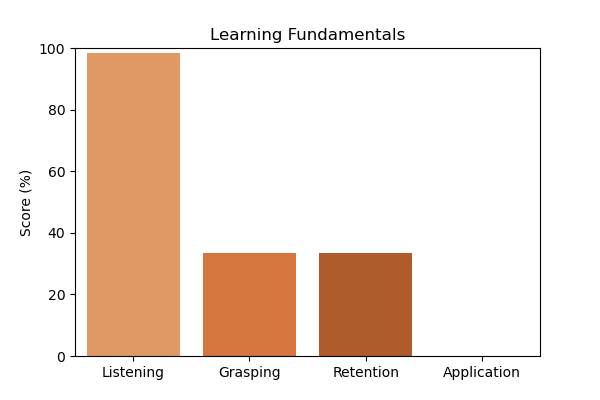 Learning Fundamentals
Score (%)
100
80
60
40
20
0
Listening Grasping Retention Application